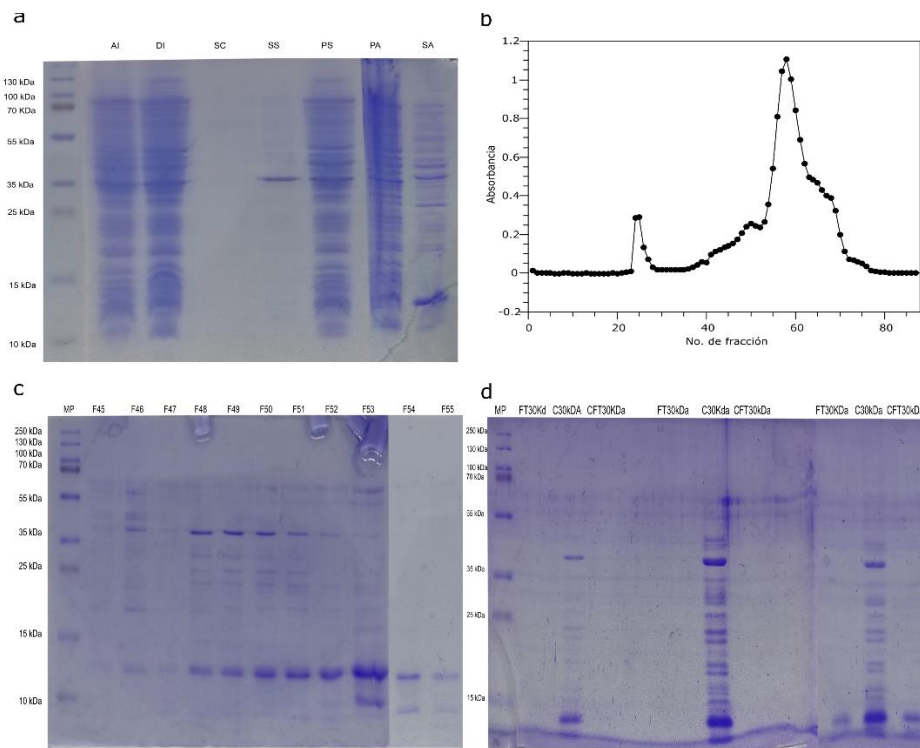 a
AI DI SC SS PS PA SA
130 kDa
100 kDa
70 KDa
55 kDa
35 kDa
25 kDa
15 kDa
10 kDa
b
Absorbancia
1.2
1
0.8
0.6
0.4
0.2
0
-0.2
0 20 40 60 80
No. de fracción
c
MP F45 F46 F47 F48 F49 F50 F51 F52 F53 F54 F55
250 kDa
130 kDa
100 kDa
70 kDa
55 kDa
35 kDa
25 kDa
15 kDa
10 kDa
d
MP FT30Kd C30kDA CFT30KDa FT30kDa C30Kda CFT30kDa FT30KDa C30kDa CFT30kDa
250 kDa
130 kDa
100 kDa
70 kDa
55 kDa
35 kDa
25 kDa
15 kDa